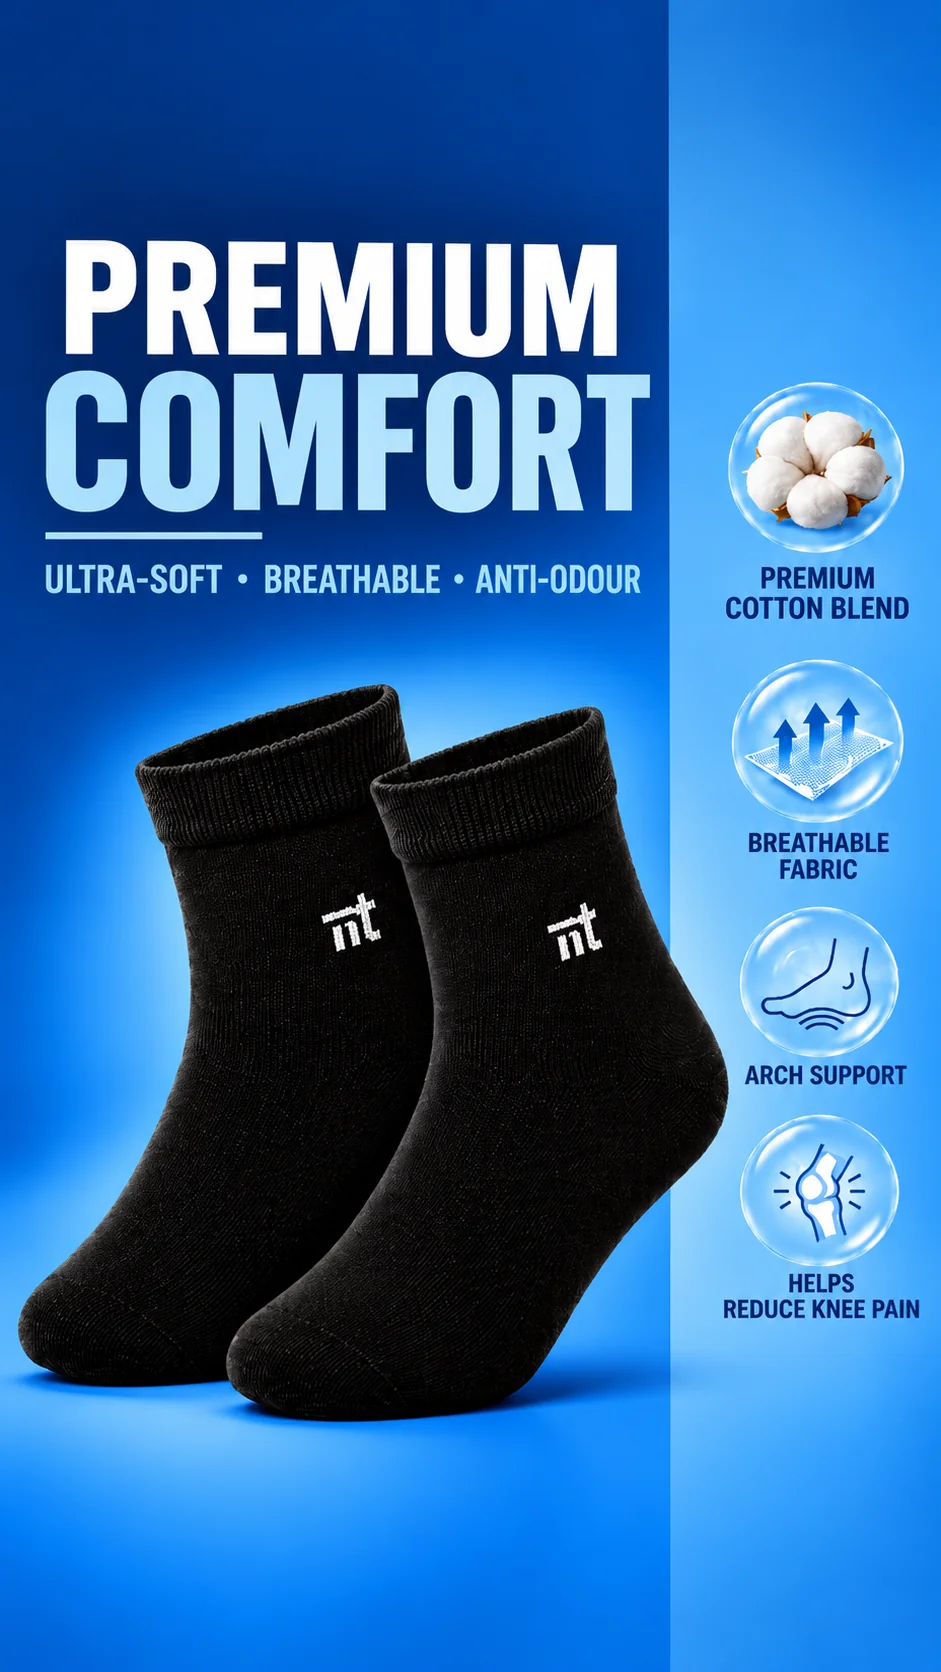 PREMIUM
COMFORT
ULTRA-SOFT • BREATHABLE • ANTI-ODOUR
nt
nt
PREMIUM
COTTON BLEND
BREATHABLE
FABRIC
ARCH SUPPORT
HELPS
REDUCE KNEE PAIN